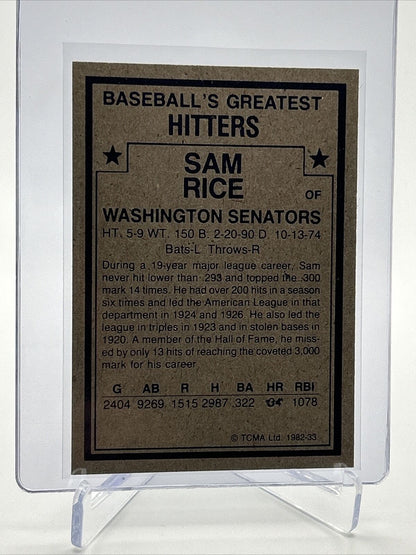 BASEBALL'S GREATEST
HITTERS
SAM
RICE
OF
WASHINGTON SENATORS
HT. 5-9 WT. 150 B. 2-20-90 D. 10-13-74
Bats-L Throws-R
During a 19-year major league career, Sam
never hit lower than .293 and topped the .300
mark 14 times. He had over 200 hits in a season
six times and led the American League in that
department in 1924 and 1926. He also led the
league in triples in 1923 and in stolen bases in
1920. A member of the Hall of Fame, he miss-
ed by only 13 hits of reaching the coveted 3,000
mark for his career.
G AB R H BA HR RBI
2404 9269 1515 2987 .322 1078
© TCMA Ltd. 1982-33